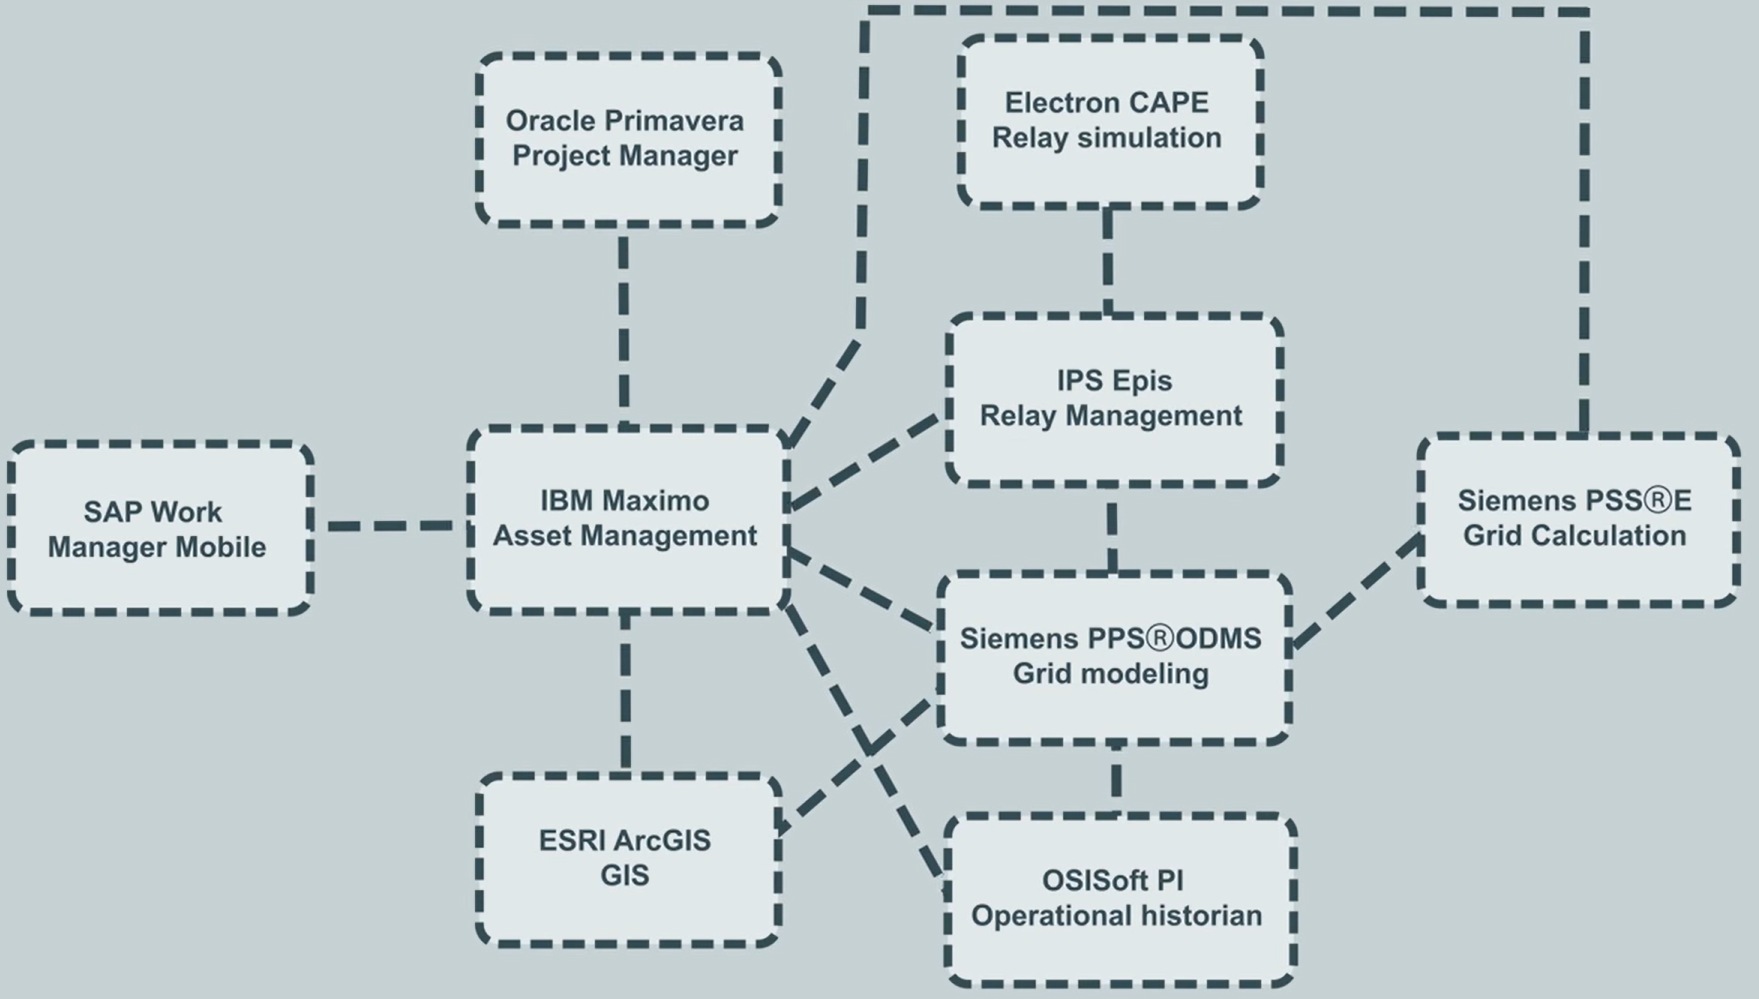 Oracle Primavera
Project Manager
Electron CAPE
Relay simulation
IPS Epis
Relay Management
SAP Work
Manager Mobile
IBM Maximo
Asset Management
Siemens PSSⓇE
Grid Calculation
Siemens PPSⓇODMS
Grid modeling
ESRI ArcGIS
GIS
OSISoft PI
Operational historian